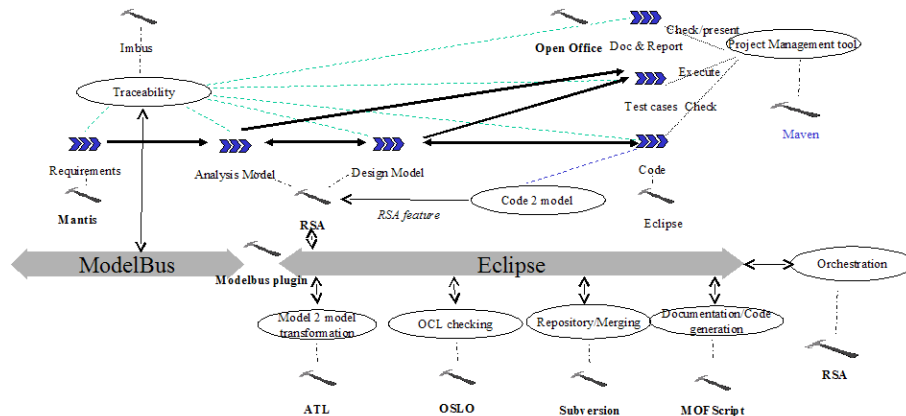 Imbus
Open Office
Check/present
Doc & Report
Project Management tool
Execute
Traceability
Test cases Check
Maven
Requirements
Analysis Model
Design Model
Code
Mantis
RSA feature
Code 2 model
RSA
Eclipse
ModelBus
Modelbus plugin
Eclipse
Orchestration
Model 2 model
transformation
OCL checking
Repository/Merging
Documentation/Code
generation
RSA
ATL
OSLO
Subversion
MOFScript